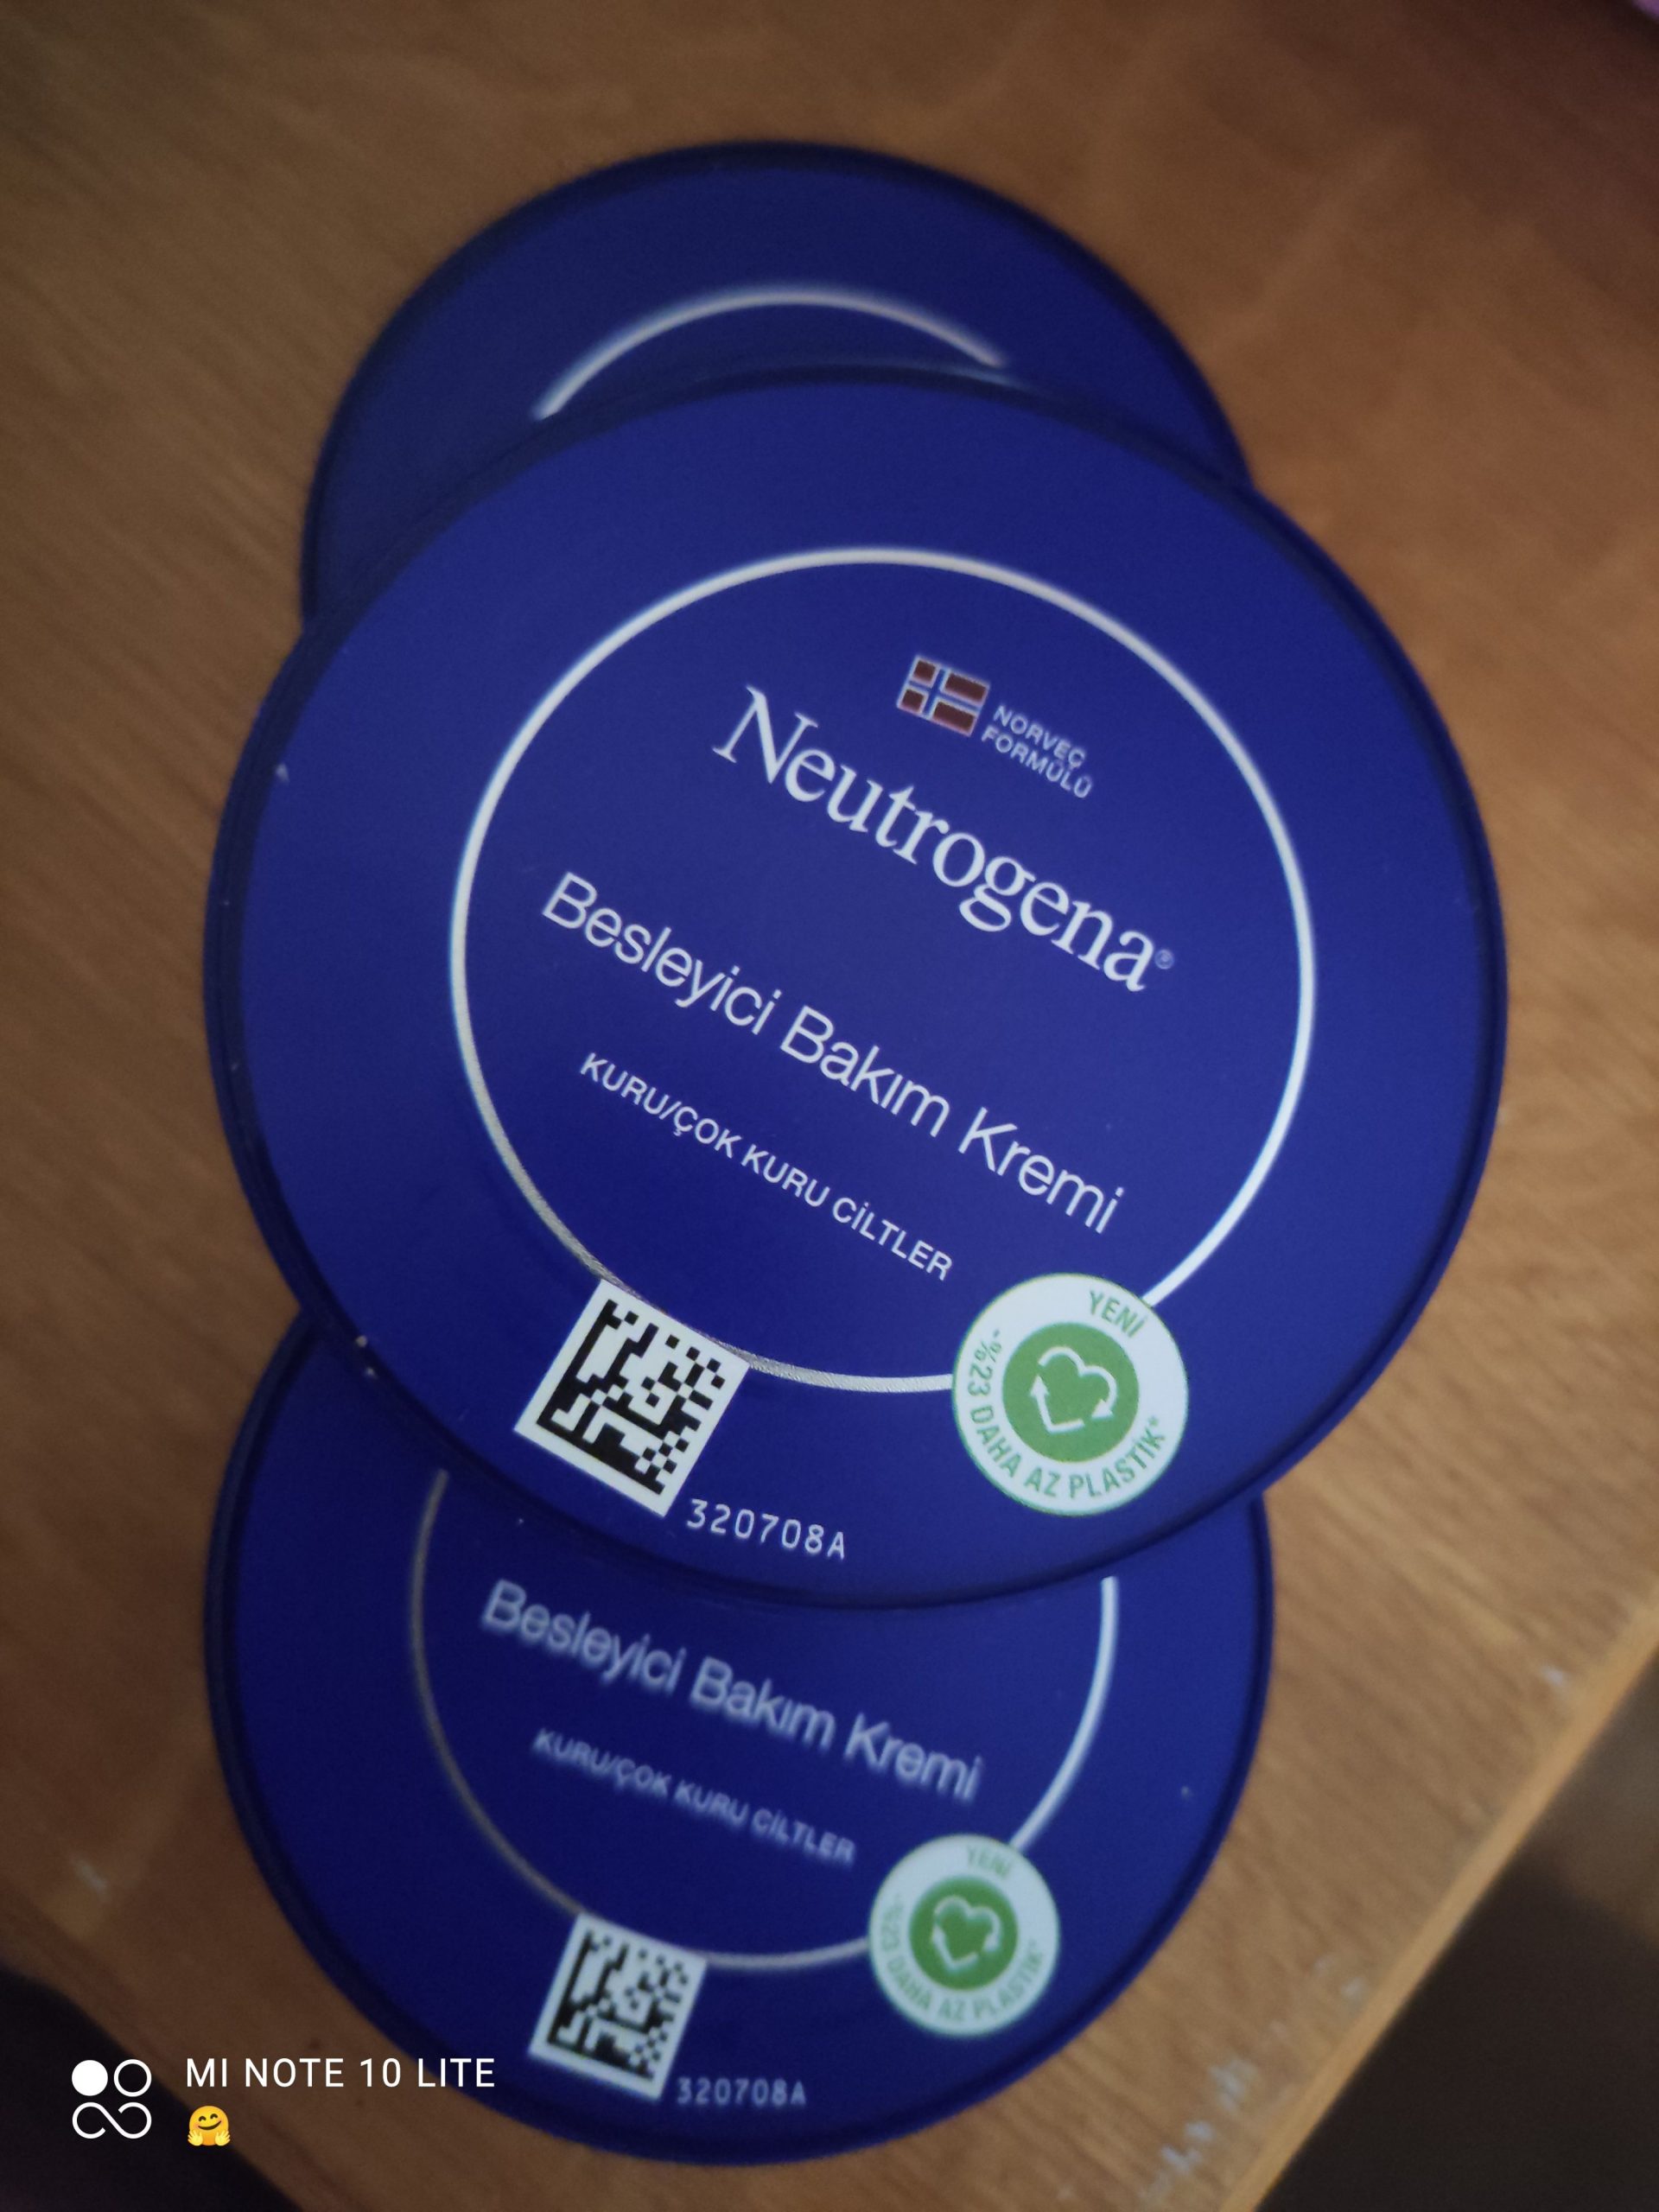 NORVEÇ
FORMÜLÜ
Neutrogena®
Besleyici Bakım Kremi
KURU/ÇOK KURU CİLTLER
YENİ
-%23 DAHA AZ PLASTİK*
320708A
Besleyici Bakım Kremi
KURU/ÇOK KURU CİLTLER
YENİ
-%23 DAHA AZ PLASTİK*
320708A
MI NOTE 10 LITE
🤗